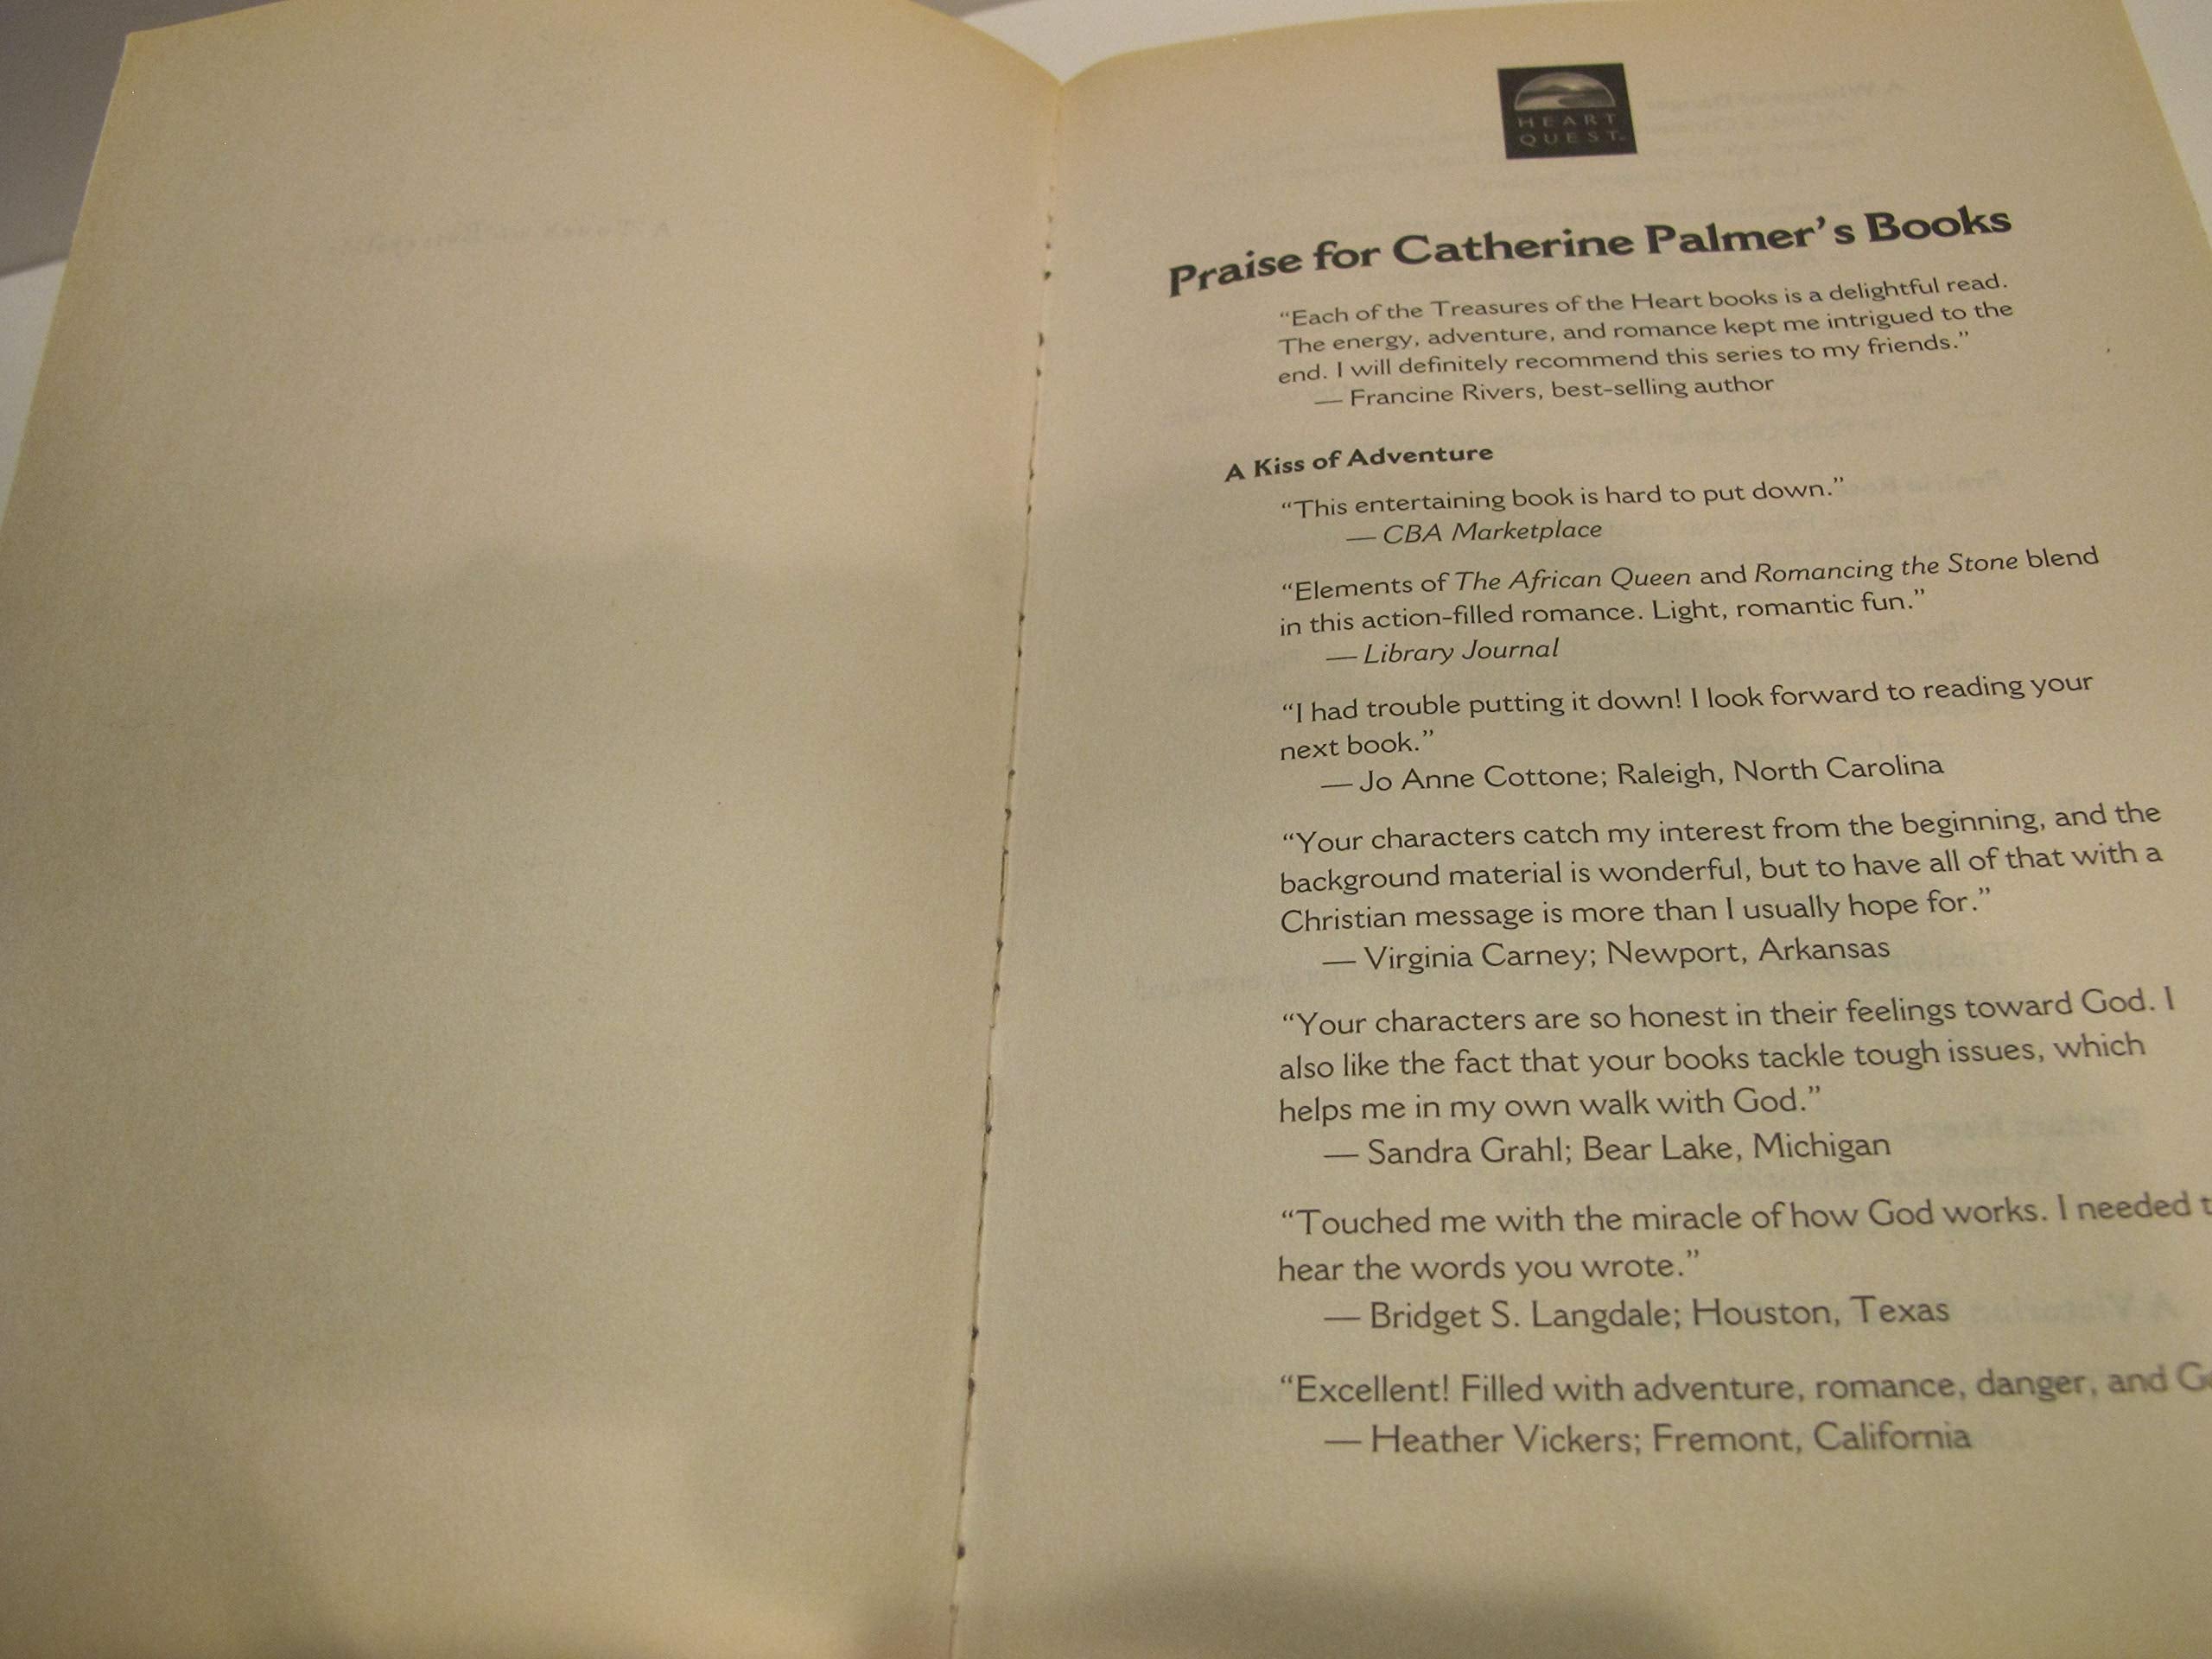 HEART
QUEST
Praise for Catherine Palmer's Books
“Each of the Treasures of the Heart books is a delightful read.
The energy, adventure, and romance kept me intrigued to the
end. I will definitely recommend this series to my friends.”
— Francine Rivers, best-selling author
A Kiss of Adventure
“This entertaining book is hard to put down.”
— CBA Marketplace
“Elements of The African Queen and Romancing the Stone blend
in this action-filled romance. Light, romantic fun.”
— Library Journal
“I had trouble putting it down! I look forward to reading your
next book.”
— Jo Anne Cottone; Raleigh, North Carolina
“Your characters catch my interest from the beginning, and the
background material is wonderful, but to have all of that with a
Christian message is more than I usually hope for.”
— Virginia Carney; Newport, Arkansas
“Your characters are so honest in their feelings toward God. I
also like the fact that your books tackle tough issues, which
helps me in my own walk with God.”
— Sandra Grahl; Bear Lake, Michigan
“Touched me with the miracle of how God works. I needed
hear the words you wrote.”
— Bridget S. Langdale; Houston, Texas
“Excellent! Filled with adventure, romance, danger, and
— Heather Vickers; Fremont, California